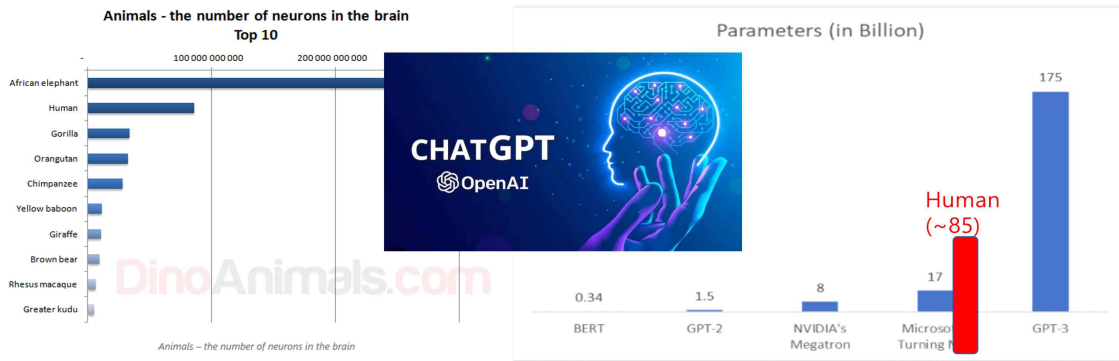 Animals - the number of neurons in the brain
Top 10
-
100 000 000 000
200 000 000 000
African elephant
Human
Gorilla
Orangutan
Chimpanzee
Yellow baboon
Giraffe
Brown bear
Rhesus macaque
Greater kudu
DinoAnimals.com
Animals – the number of neurons in the brain
CHATGPT
OpenAI
Parameters (in Billion)
175
Human
(~85)
17
8
1.5
0.34
BERT
GPT-2
NVIDIA's
Megatron
Turning
GPT-3